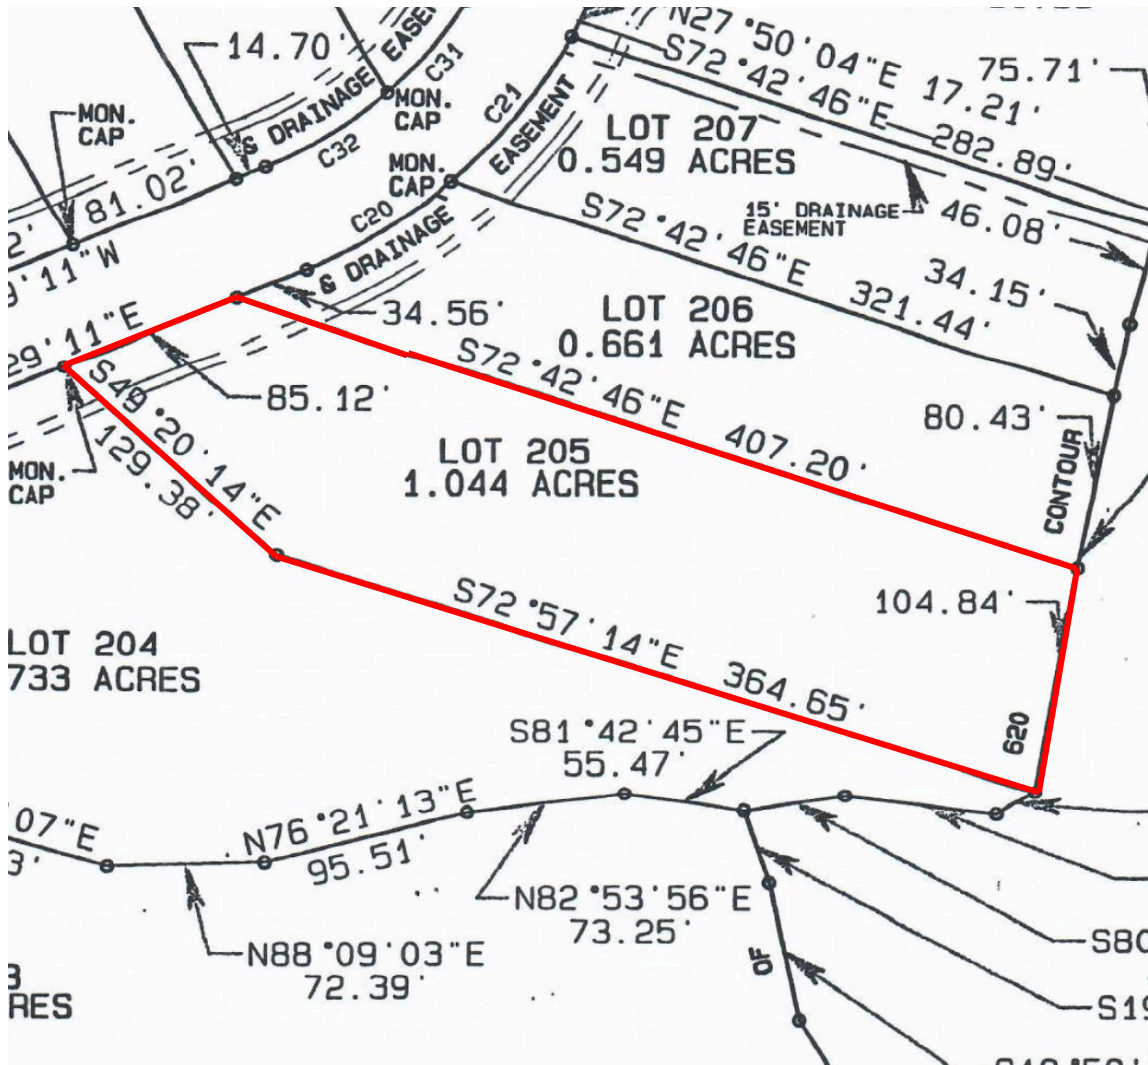 14.70'
EASEM
C31
MON.
CAP
N27°50'04"E 17.21'
75.71'
S72°42'46"E 282.89'
MON.
CAP
& DRAINAGE
C32
C21
EASEMENT
LOT 207
0.549 ACRES
MON.
CAP
81.02'
C20
& DRAINAGE
15' DRAINAGE
EASEMENT
46.08'
2'
9'11"W
S72°42'46"E 321.44'
34.15'
29'11"E
34.56'
LOT 206
0.661 ACRES
85.12'
S72°42'46"E 407.20'
80.43'
S49°20'14"E
129.38'
MON.
CAP
LOT 205
1.044 ACRES
CONTOUR
S72°57'14"E 364.65'
104.84'
LOT 204
733 ACRES
620
S81°42'45"E
55.47'
07"E
3'
N76°21'13"E
95.51'
N82°53'56"E
73.25'
N88°09'03"E
72.39'
OF
S80
RES
S19